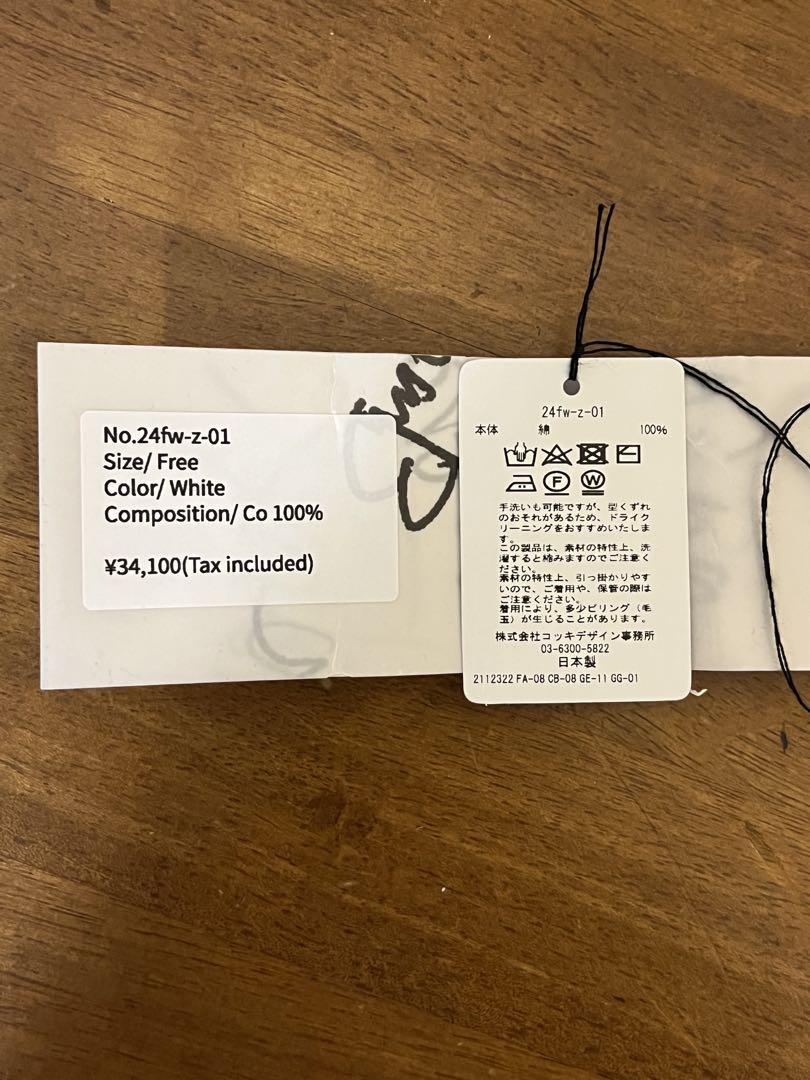 No.24fw-z-01
Size/ Free
Color/ White
Composition/ Co 100%
¥34,100(Tax included)
24fw-z-01
本体 綿 100%
F W
手洗いも可能ですが、型くずれ
のおそれがあるため、ドライク
リーニングをおすすめいたしま
す。
この製品は、素材の特性上、洗
濯すると縮みますのでご注意く
ださい。
素材の特性上、引っ掛かりやす
いので、ご着用や、保管の際は
ご注意ください。
着用により、多少ピリング（毛
玉）が生じることがあります。
株式会社コッキデザイン事務所
03-6300-5822
日本製
2112322 FA-08 CB-08 GE-11 GG-01